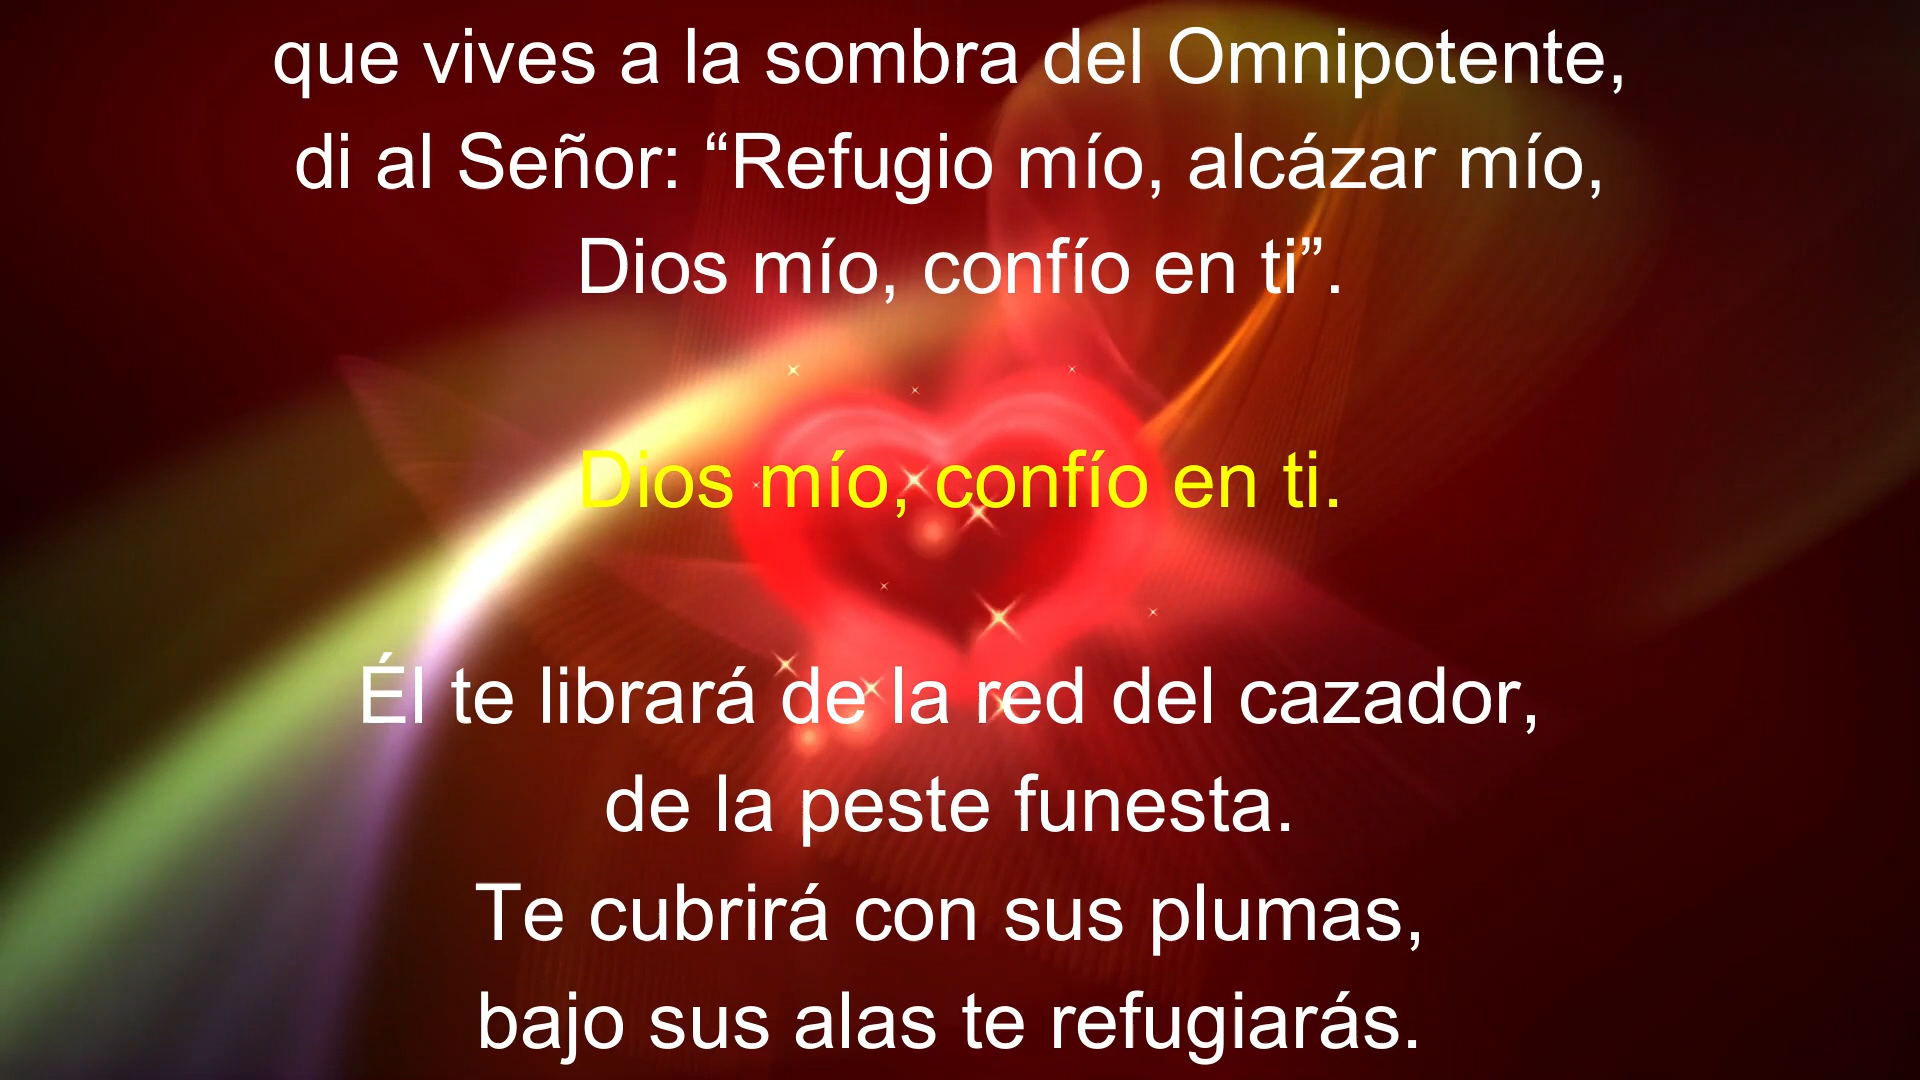 que vives a la sombra del Omnipotente,
di al Señor: “Refugio mío, alcázar mío,
Dios mío, confío en ti”.
Dios mío, confío en ti.
Él te librará de la red del cazador,
de la peste funesta.
Te cubrirá con sus plumas,
bajo sus alas te refugiarás.